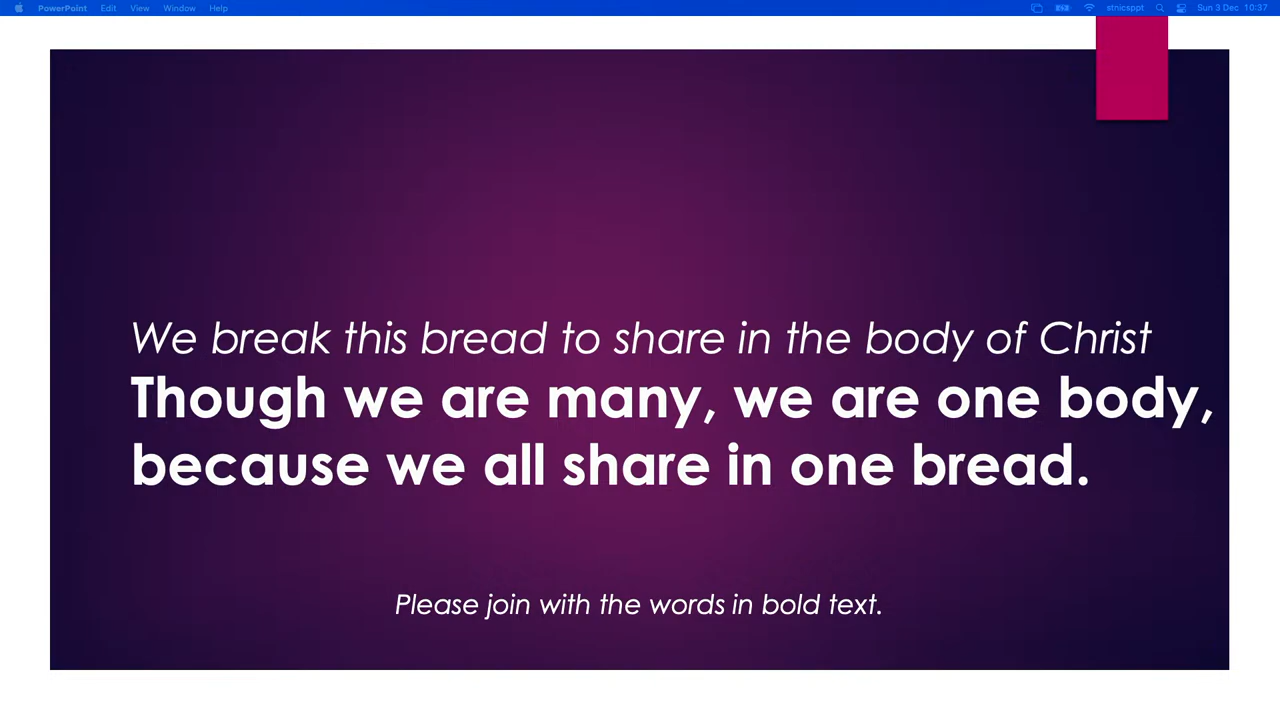 PowerPoint Edit View Window Help stnicsppt Sun 3 Dec 10:37
We break this bread to share in the body of Christ
Though we are many, we are one body,
because we all share in one bread.
Please join with the words in bold text.